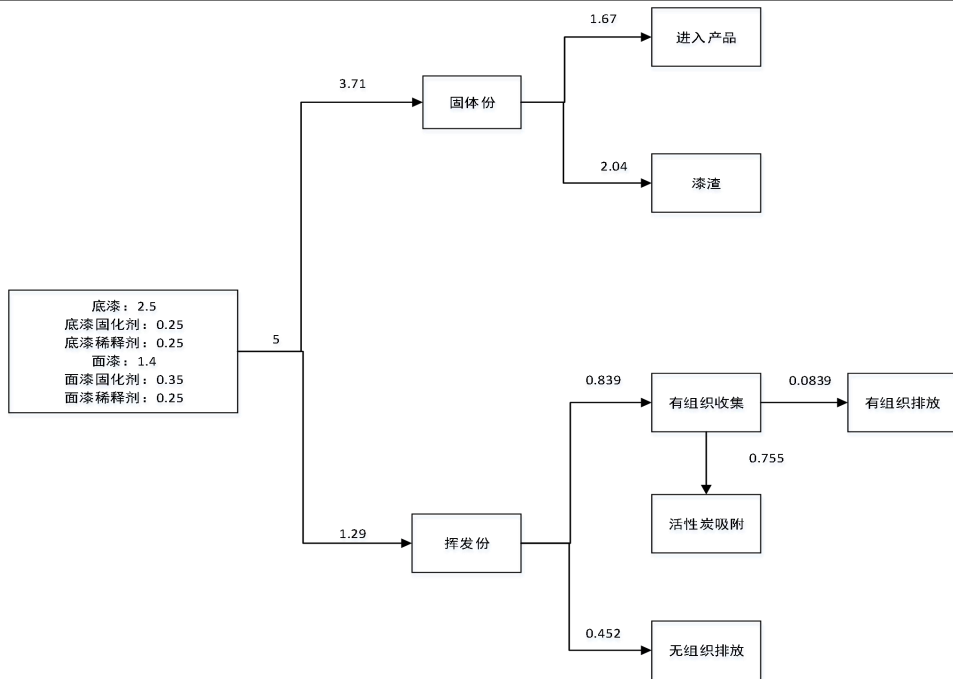 1.67
进入产品
3.71
固体份
2.04
漆渣
底漆：2.5
底漆固化剂：0.25
底漆稀释剂：0.25
面漆：1.4
面漆固化剂：0.35
面漆稀释剂：0.25
5
0.839
有组织收集
0.0839
有组织排放
0.755
活性炭吸附
1.29
挥发份
0.452
无组织排放